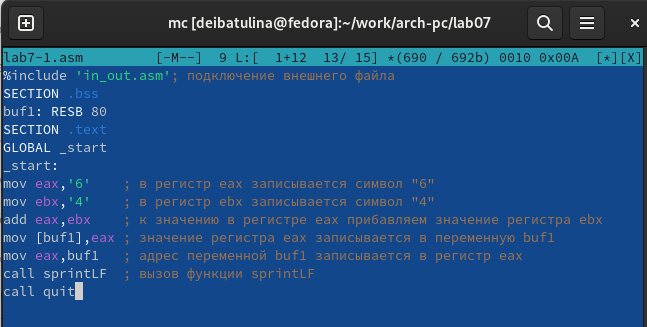 mc [deibatulina@fedora]:~/work/arch-pc/lab07
lab7-1.asm [-M--] 9 L:[ 1+12 13/ 15] *(690 / 692b) 0010 0x00A [*][X]
%include 'in_out.asm'; подключение внешнего файла
SECTION .bss
buf1: RESB 80
SECTION .text
GLOBAL _start
_start:
mov eax,'6' ; в регистр eax записывается символ "6"
mov ebx,'4' ; в регистр ebx записывается символ "4"
add eax,ebx ; к значению в регистре eax прибавляем значение регистра ebx
mov [buf1],eax ; значение регистра eax записывается в переменную buf1
mov eax,buf1 ; адрес переменной buf1 записывается в регистр eax
call sprintLF ; вызов функции sprintLF
call quit